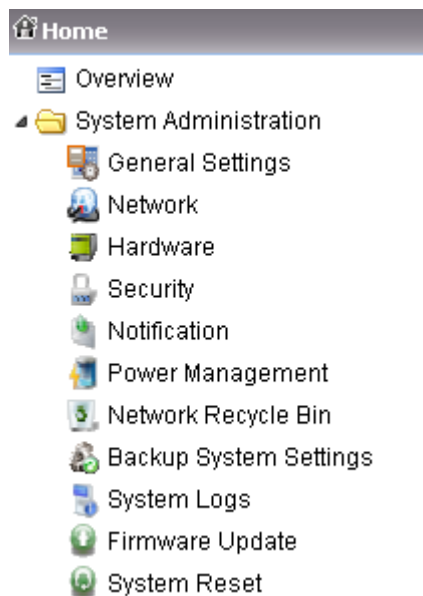 Home
Overview
System Administration
General Settings
Network
Hardware
Security
Notification
Power Management
Network Recycle Bin
Backup System Settings
System Logs
Firmware Update
System Reset